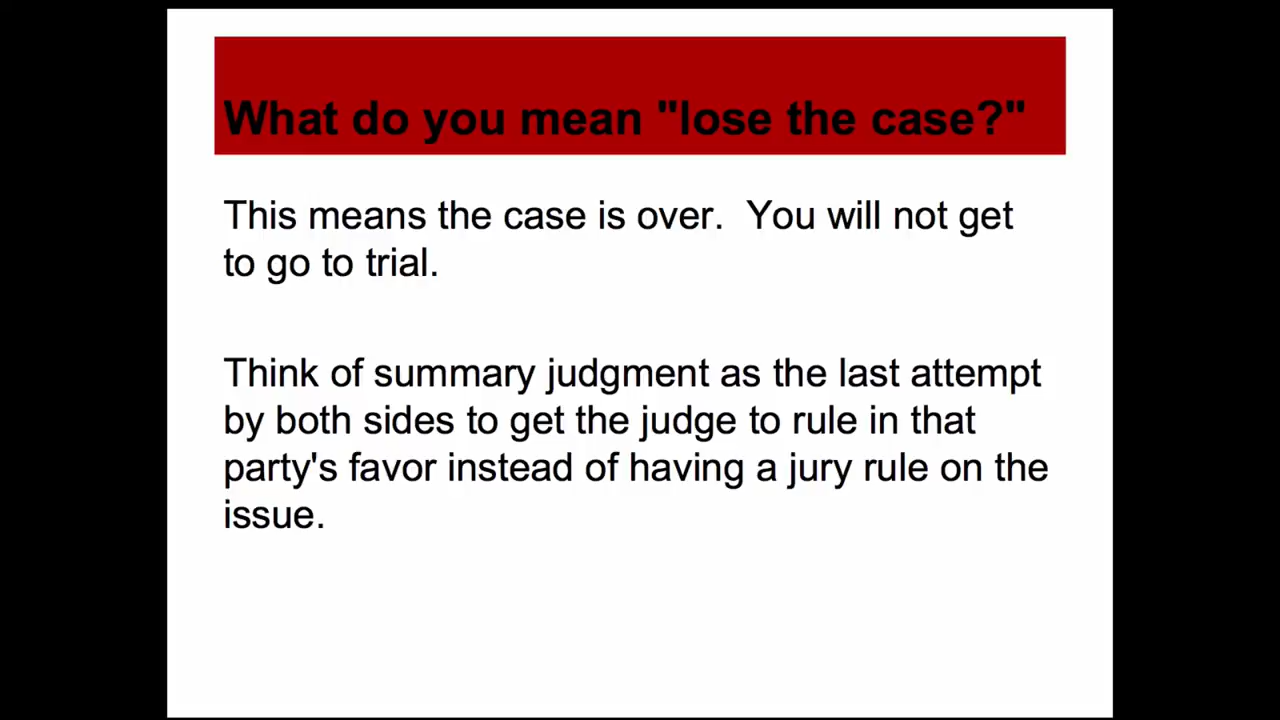 What do you mean "lose the case?"
This means the case is over.  You will not get
to go to trial.
Think of summary judgment as the last attempt
by both sides to get the judge to rule in that
party's favor instead of having a jury rule on the
issue.